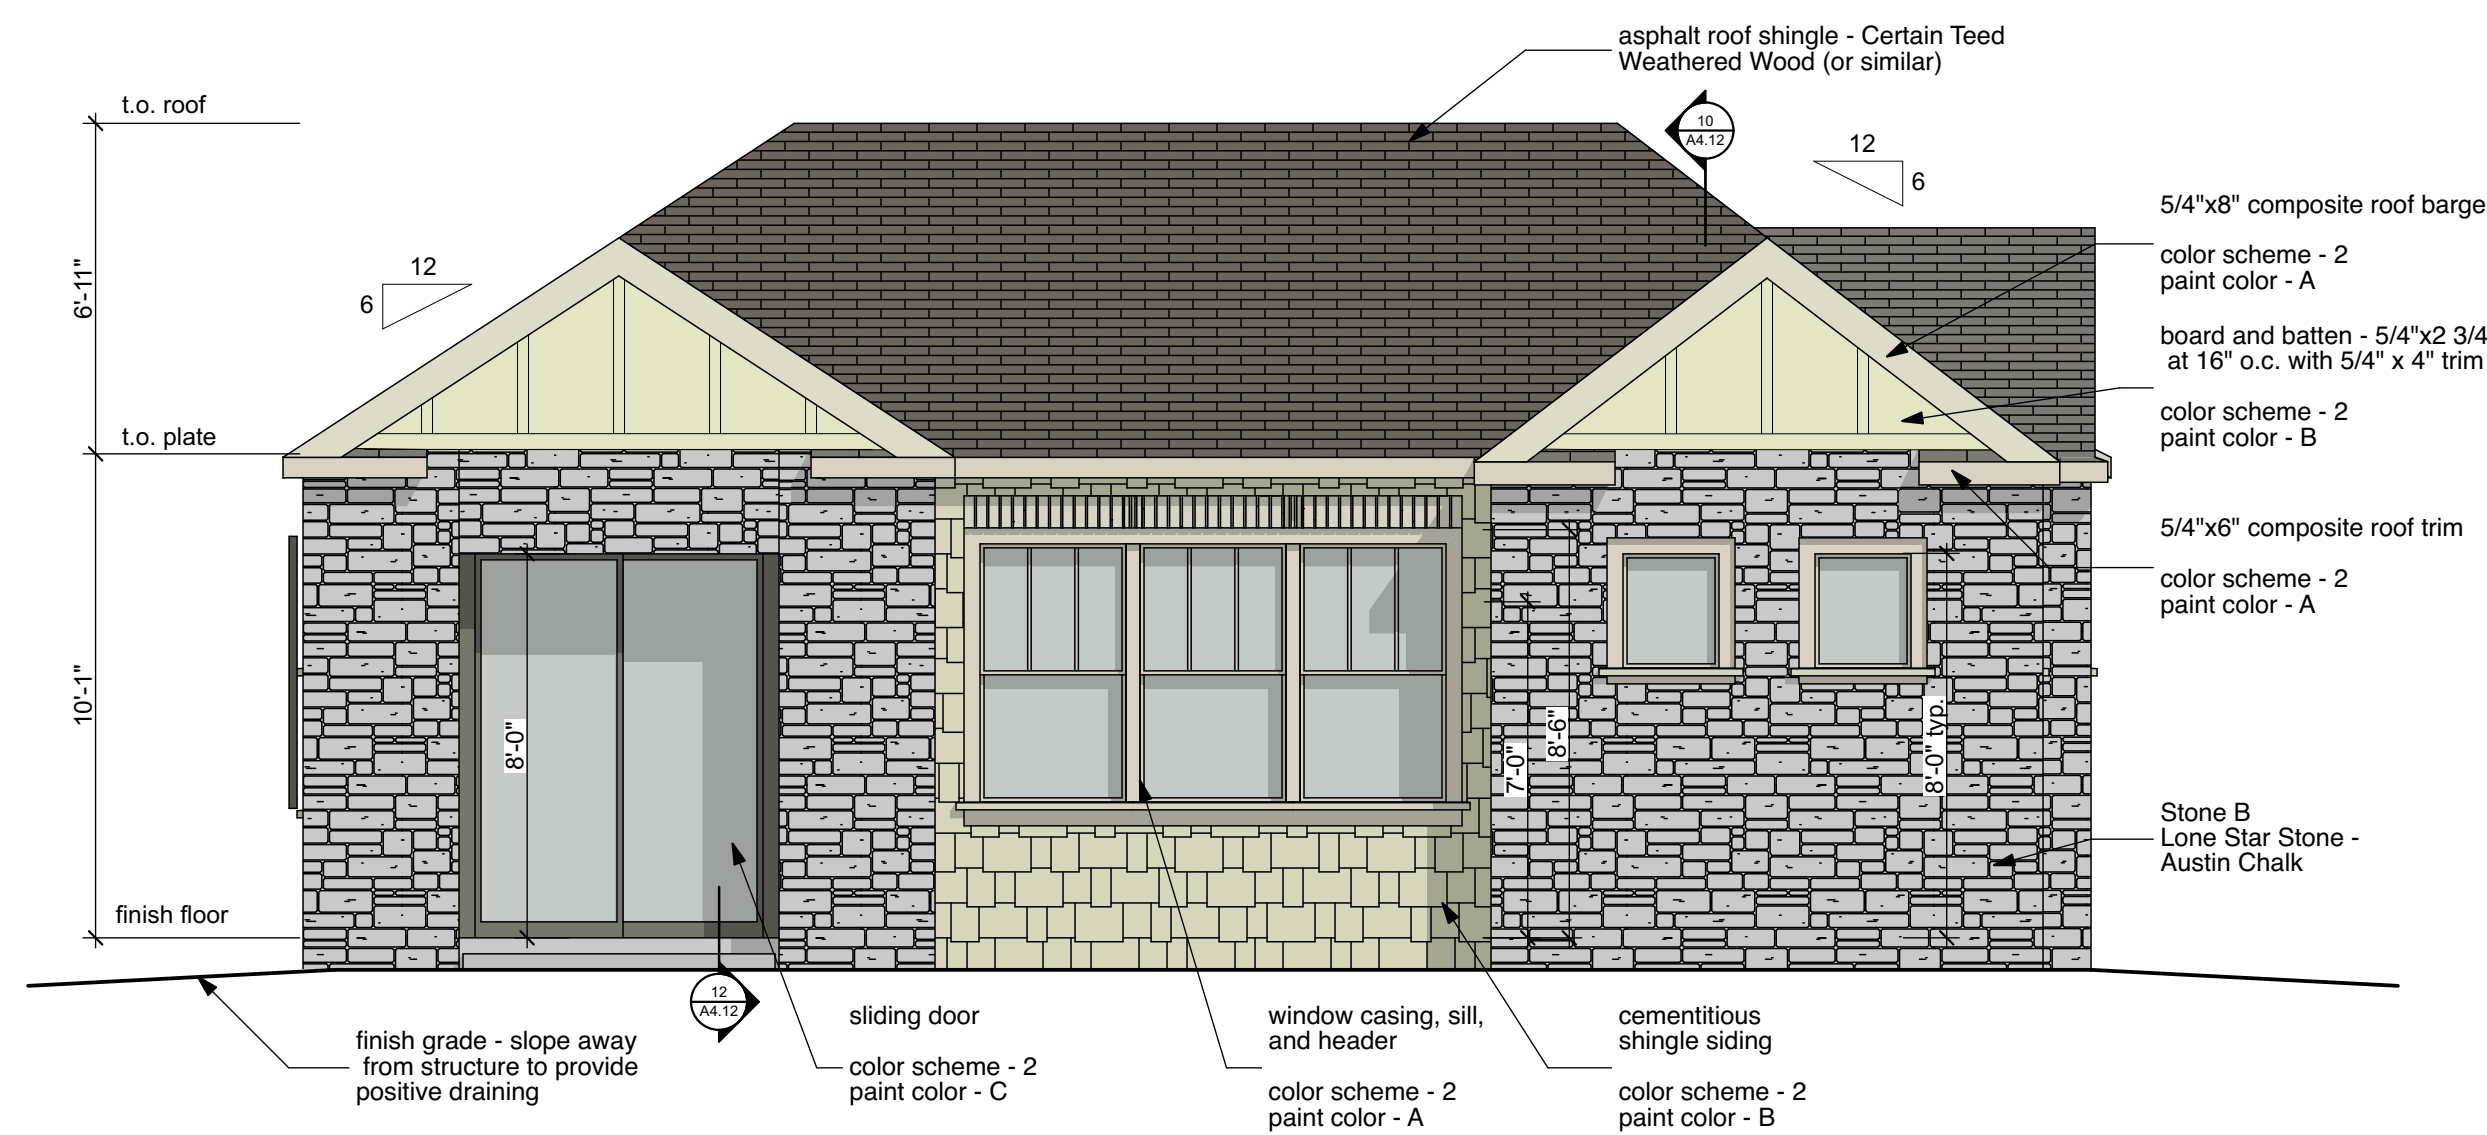 asphalt roof shingle - Certain Teed
Weathered Wood (or similar)
t.o. roof
10
A4.12
12
6
5/4"x8" composite roof barge
color scheme - 2
paint color - A
12
6
6'-11"
board and batten - 5/4"x2 3/4
at 16" o.c. with 5/4" x 4" trim
color scheme - 2
paint color - B
t.o. plate
5/4"x6" composite roof trim
color scheme - 2
paint color - A
10'-1"
8'-0"
7'-0"
8'-6"
8'-0" typ.
Stone B
Lone Star Stone -
Austin Chalk
finish floor
12
A4.12
finish grade - slope away
from structure to provide
positive draining
sliding door
color scheme - 2
paint color - C
window casing, sill,
and header
color scheme - 2
paint color - A
cementitious
shingle siding
color scheme - 2
paint color - B